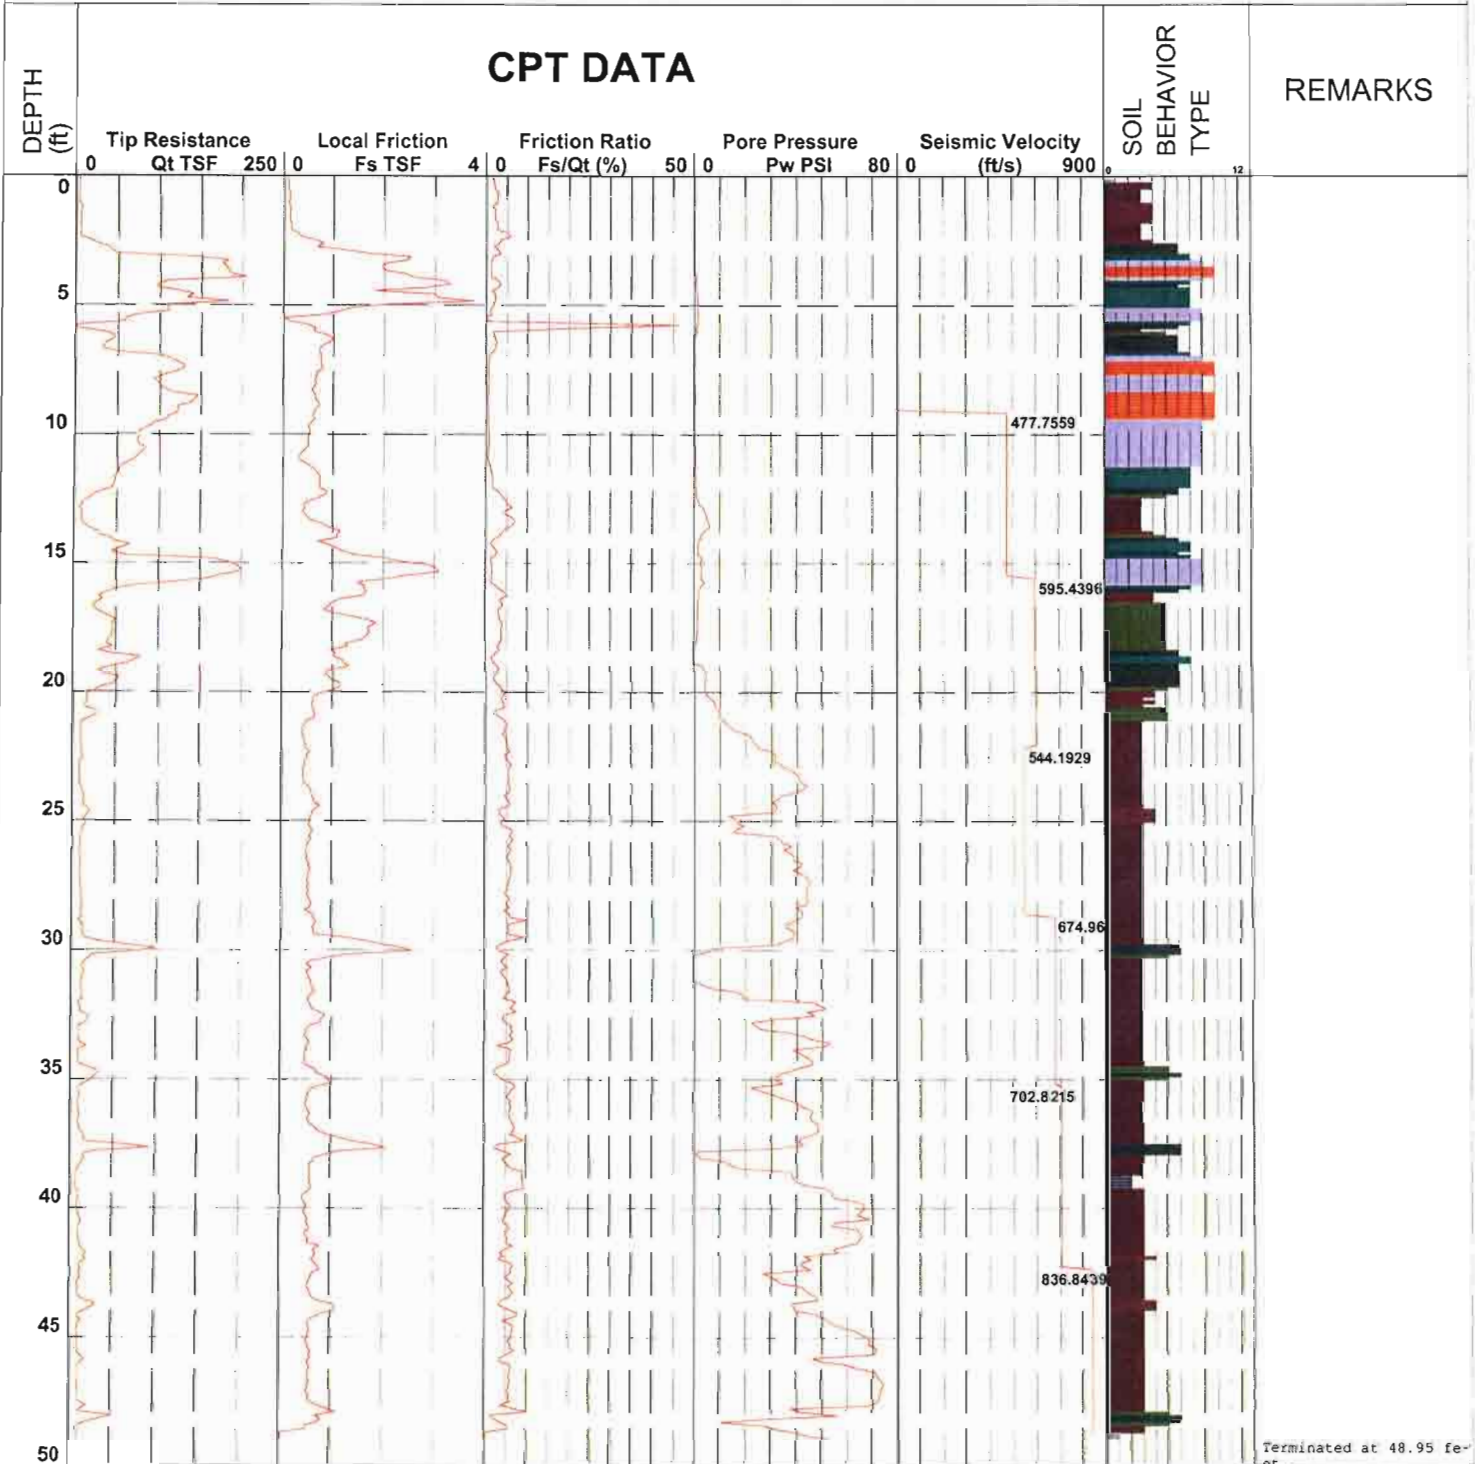 CPT DATA
DEPTH
(ft)
SOIL
BEHAVIOR
TYPE
REMARKS
Tip Resistance
Local Friction
Friction Ratio
Pore Pressure
Seismic Velocity
0 Qt TSF 250
0 Fs TSF 4
0 Fs/Qt (%) 50
0 Pw PSI 80
0 (ft/s) 900
0 12
0
5
10
477.7559
15
595.4396
20
544.1929
25
30
674.96
35
702.8215
40
836.8439
45
50
Terminated at 48.95 fe